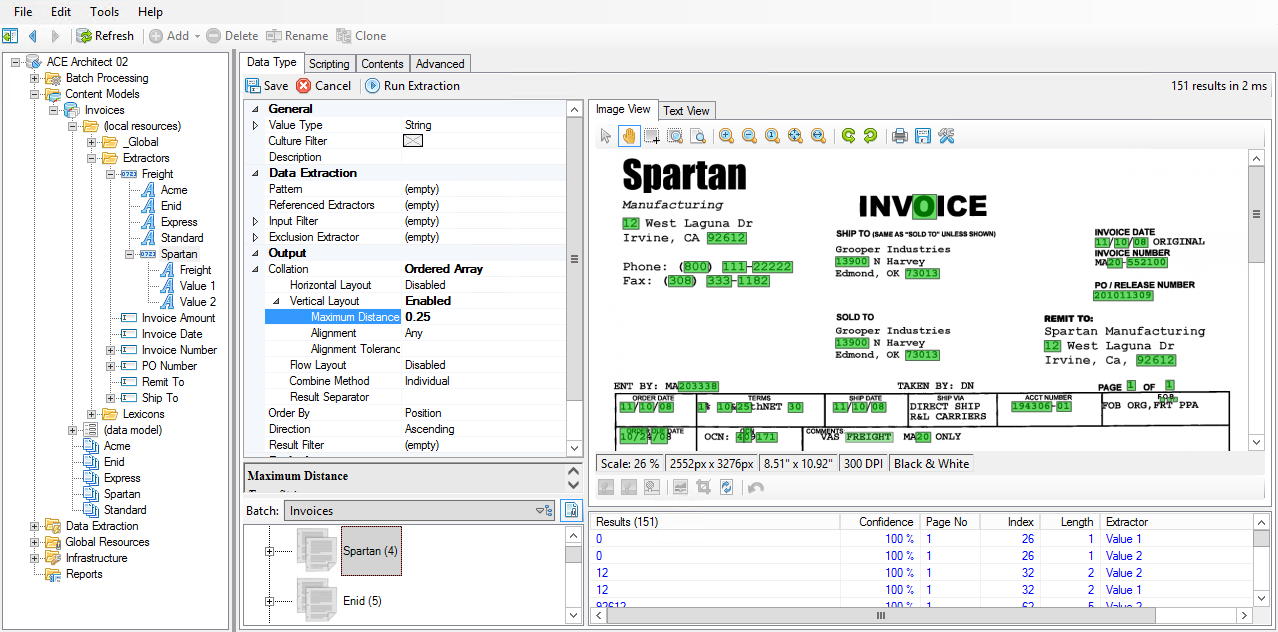 File Edit Tools Help
Refresh Add Delete Rename Clone
ACE Architect 02
Batch Processing
Content Models
Invoices
(local resources)
_Global
Extractors
Freight
Acme
Enid
Express
Standard
Spartan
Freight
Value 1
Value 2
Invoice Amount
Invoice Date
Invoice Number
PO Number
Remit To
Ship To
Lexicons
(data model)
Acme
Enid
Express
Spartan
Standard
Data Extraction
Global Resources
Infrastructure
Reports
Data Type Scripting Contents Advanced
Save Cancel Run Extraction
151 results in 2 ms
General
Value Type String
Culture Filter
Description
Data Extraction
Pattern (empty)
Referenced Extractors (empty)
Input Filter (empty)
Exclusion Extractor (empty)
Output
Collation Ordered Array
Horizontal Layout Disabled
Vertical Layout Enabled
Maximum Distance 0.25
Alignment Any
Alignment Toleranc
Flow Layout Disabled
Combine Method Individual
Result Separator
Order By Position
Direction Ascending
Result Filter (empty)
Maximum Distance
Batch: Invoices
Spartan (4)
Enid (5)
Image View Text View
Spartan
Manufacturing
12 West Laguna Dr
Irvine, CA 92612
Phone: (800) 111-22222
Fax: (308) 333-1182
INVOICE
SHIP TO (SAME AS "SOLD TO" UNLESS SHOWN)
Grooper Industries
13900 N Harvey
Edmond, OK 73013
INVOICE DATE
11/10/08 ORIGINAL
INVOICE NUMBER
MA20-552100
PO / RELEASE NUMBER
201011309
SOLD TO
Grooper Industries
13900 N Harvey
Edmond, OK 73013
REMIT TO:
Spartan Manufacturing
12 West Laguna Dr
Irvine, Ca, 92612
ENT BY: MA203338 TAKEN BY: DN PAGE 1 OF 1
ORDER DATE TERMS SHIP DATE SHIP VIA ACCT NUMBER F.O.B.
11/10/08 1% 10&25thNET 30 11/10/08 DIRECT SHIP 194306-01 FOB ORG,FRT PPA
R&L CARRIERS
ORDER DUE DATE OCN COMMENTS
10/24/08 OCN: 409171 VAS FREIGHT MA20 ONLY
Scale: 26 % 2552px x 3276px 8.51" x 10.92" 300 DPI Black & White
Results (151) Confidence Page No Index Length Extractor
0 100 % 1 26 1 Value 1
0 100 % 1 26 1 Value 2
12 100 % 1 32 2 Value 2
12 100 % 1 32 2 Value 1
92612 100 % 1 62 5 Value 2